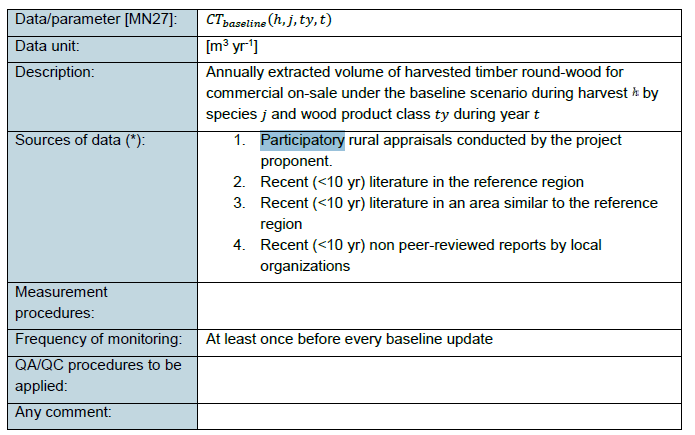 Data/parameter [MN27]:
CT_baseline(h, j, ty, t)
Data unit:
[m³ yr⁻¹]
Description:
Annually extracted volume of harvested timber round-wood for
commercial on-sale under the baseline scenario during harvest h by
species j and wood product class ty during year t
Sources of data (*):
1. Participatory rural appraisals conducted by the project
proponent.
2. Recent (<10 yr) literature in the reference region
3. Recent (<10 yr) literature in an area similar to the reference
region
4. Recent (<10 yr) non peer-reviewed reports by local
organizations
Measurement
procedures:
Frequency of monitoring:
At least once before every baseline update
QA/QC procedures to be
applied:
Any comment: